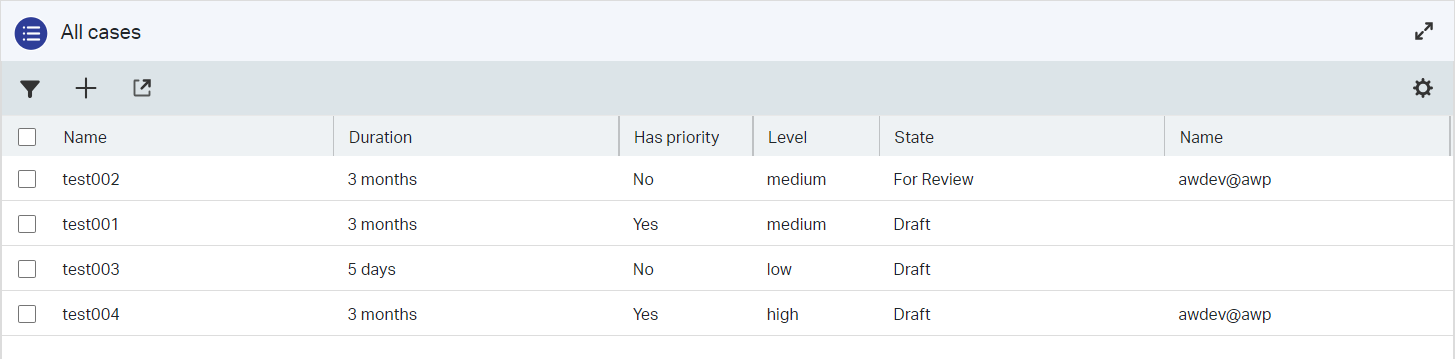 All cases
Name Duration Has priority Level State Name
test002 3 months No medium For Review awdev@awp
test001 3 months Yes medium Draft
test003 5 days No low Draft
test004 3 months Yes high Draft awdev@awp